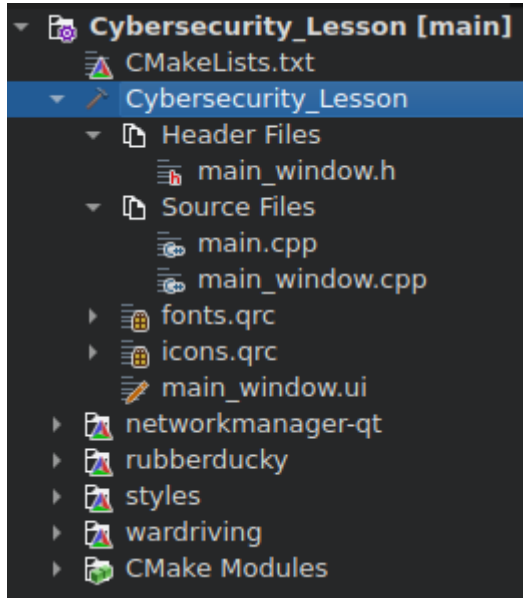 Cybersecurity_Lesson [main]
CMakeLists.txt
Cybersecurity_Lesson
Header Files
main_window.h
Source Files
main.cpp
main_window.cpp
fonts.qrc
icons.qrc
main_window.ui
networkmanager-qt
rubberducky
styles
wardriving
CMake Modules